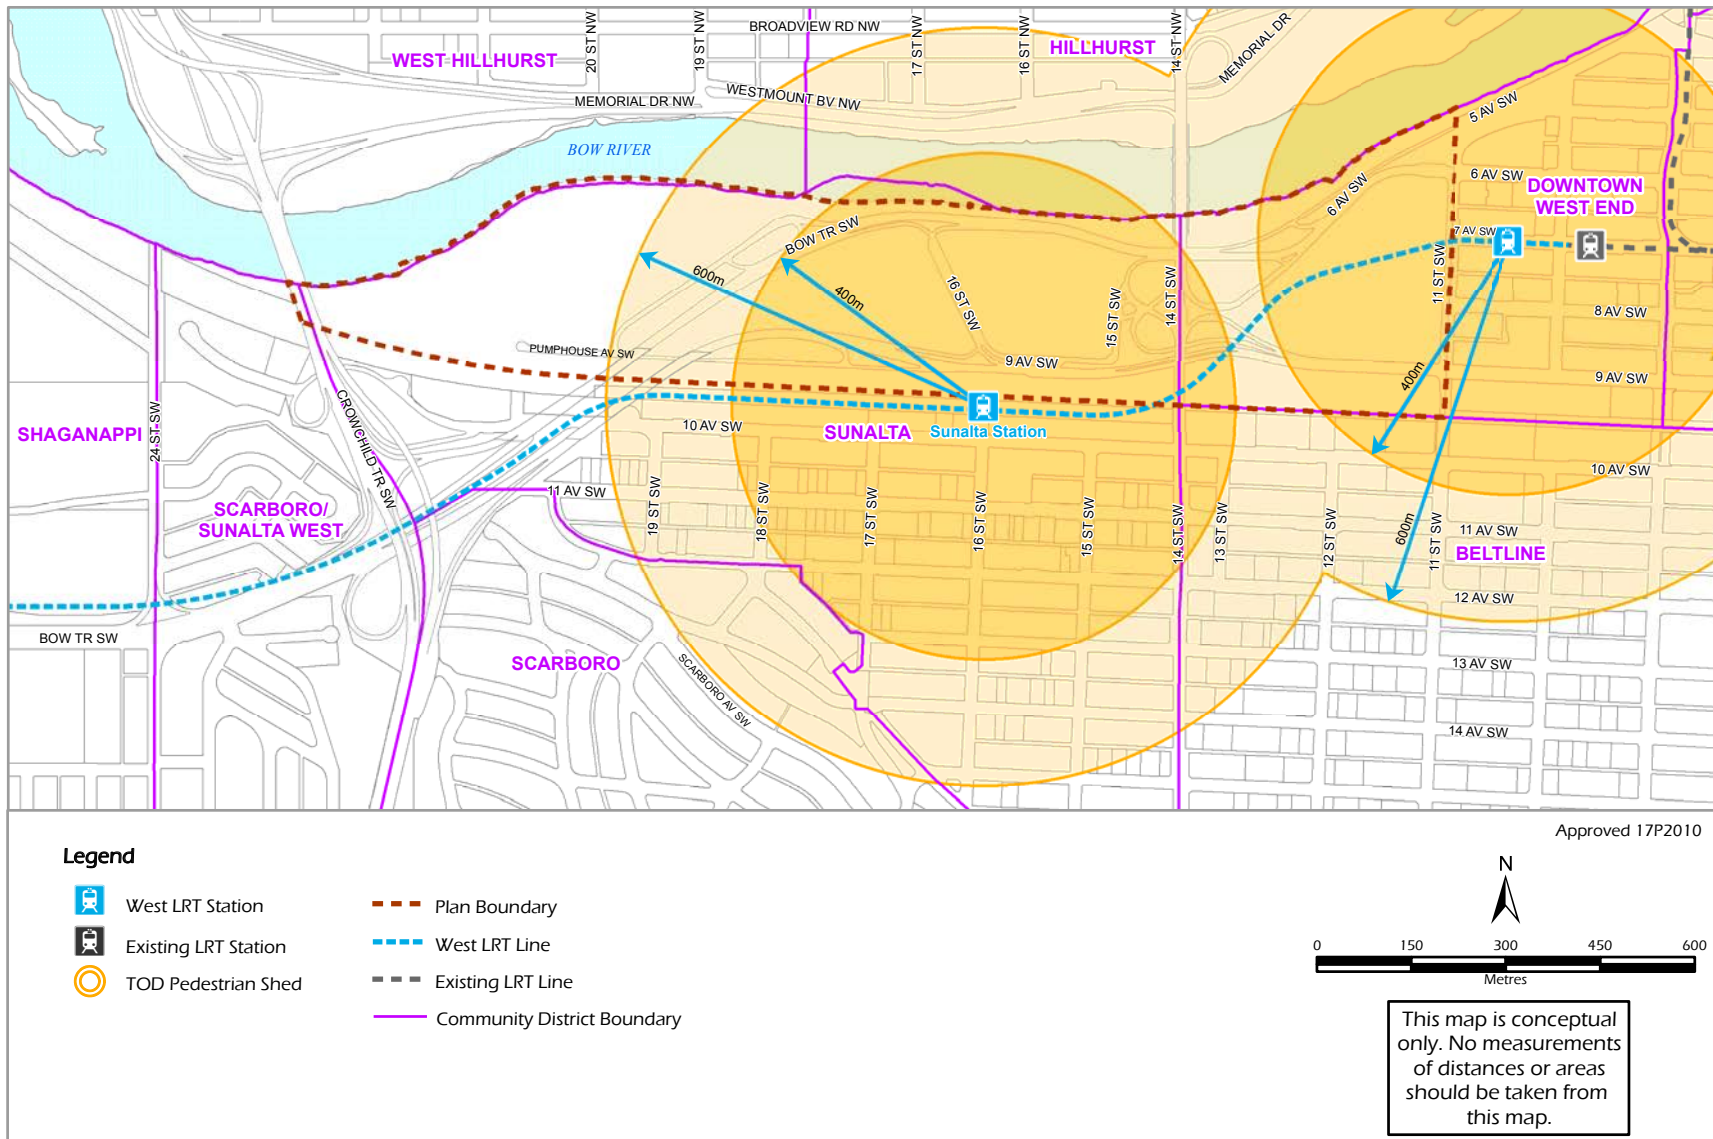 BROADVIEW RD NW
20 ST NW
19 ST NW
17 ST NW
16 ST NW
14 ST NW
MEMORIAL DR
WEST HILLHURST
HILLHURST
MEMORIAL DR NW
WESTMOUNT BV NW
5 AV SW
BOW RIVER
6 AV SW
6 AV SW
DOWNTOWN
WEST END
BOW TR SW
7 AV SW
600m
400m
16 ST SW
15 ST SW
14 ST SW
11 ST SW
8 AV SW
PUMPHOUSE AV SW
9 AV SW
400m
9 AV SW
CROWCHILD TR SW
24 ST SW
SHAGANAPPI
10 AV SW
SUNALTA
Sunalta Station
10 AV SW
SCARBORO/
SUNALTA WEST
11 AV SW
19 ST SW
18 ST SW
17 ST SW
16 ST SW
15 ST SW
14 ST SW
13 ST SW
12 ST SW
600m
11 ST SW
11 AV SW
BELTLINE
12 AV SW
BOW TR SW
SCARBORO
SCARBORO AV SW
13 AV SW
14 AV SW
Approved 17P2010
Legend
West LRT Station
Existing LRT Station
TOD Pedestrian Shed
Plan Boundary
West LRT Line
Existing LRT Line
Community District Boundary
N
0 150 300 450 600
Metres
This map is conceptual
only. No measurements
of distances or areas
should be taken from
this map.